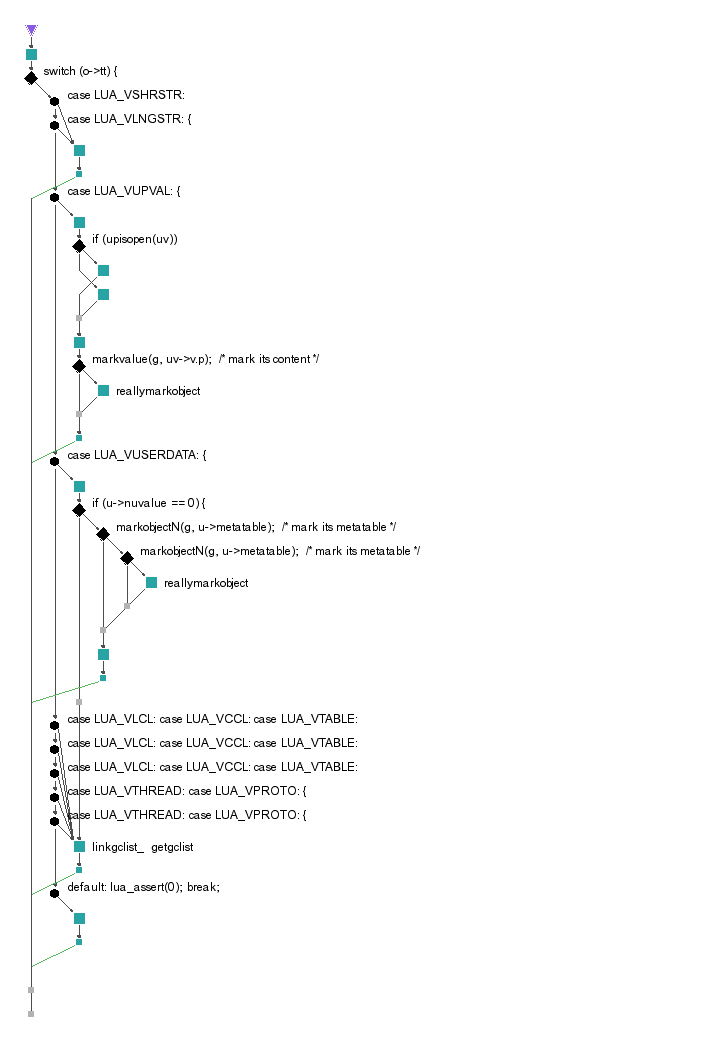 switch (o->tt) {
case LUA_VSHRSTR:
case LUA_VLNGSTR: {
case LUA_VUPVAL: {
if (upisopen(uv))
markvalue(g, uv->v.p);  /* mark its content */
reallymarkobject
case LUA_VUSERDATA: {
if (u->nuvalue == 0) {
markobjectN(g, u->metatable);  /* mark its metatable */
markobjectN(g, u->metatable);  /* mark its metatable */
reallymarkobject
case LUA_VLCL: case LUA_VCCL: case LUA_VTABLE:
case LUA_VLCL: case LUA_VCCL: case LUA_VTABLE:
case LUA_VLCL: case LUA_VCCL: case LUA_VTABLE:
case LUA_VTHREAD: case LUA_VPROTO: {
case LUA_VTHREAD: case LUA_VPROTO: {
linkgclist_  getgclist
default: lua_assert(0); break;